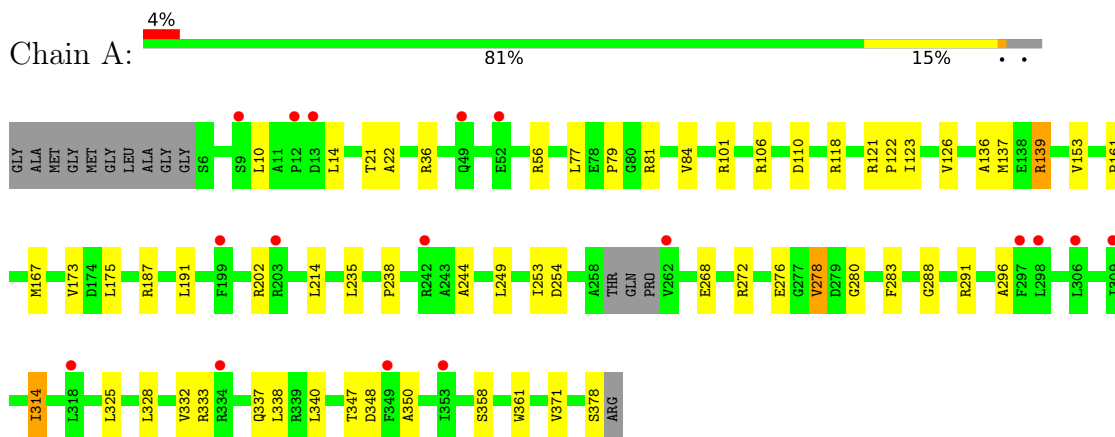 4%
Chain A:
81% 15% • •
GLY ALA MET GLY MET GLY LEU ALA GLY GLY S6 S9 L10 A11 P12 D13 L14 T21 A22 R36 Q49 E52 R56 L77 E78 P79 G80 R81 V84 R101 R106 D110 R118 R121 P122 I123 V126 A136 M137 E138 R139 V153
M167 V173 D174 L175 R187 L191 F199 R202 R203 L214 L235 P238 R242 A243 A244 L249 I253 D254 A258 THR GLN PRO V262 E268 R272 E276 G277 V278 D279 G280 F283 G288 R291 A296 F297 L298 L306
I314 L318 L325 L328 V332 R333 R334 Q337 L338 R339 L340 T347 D348 F349 A350 I353 S358 W361 V371 S378 ARG